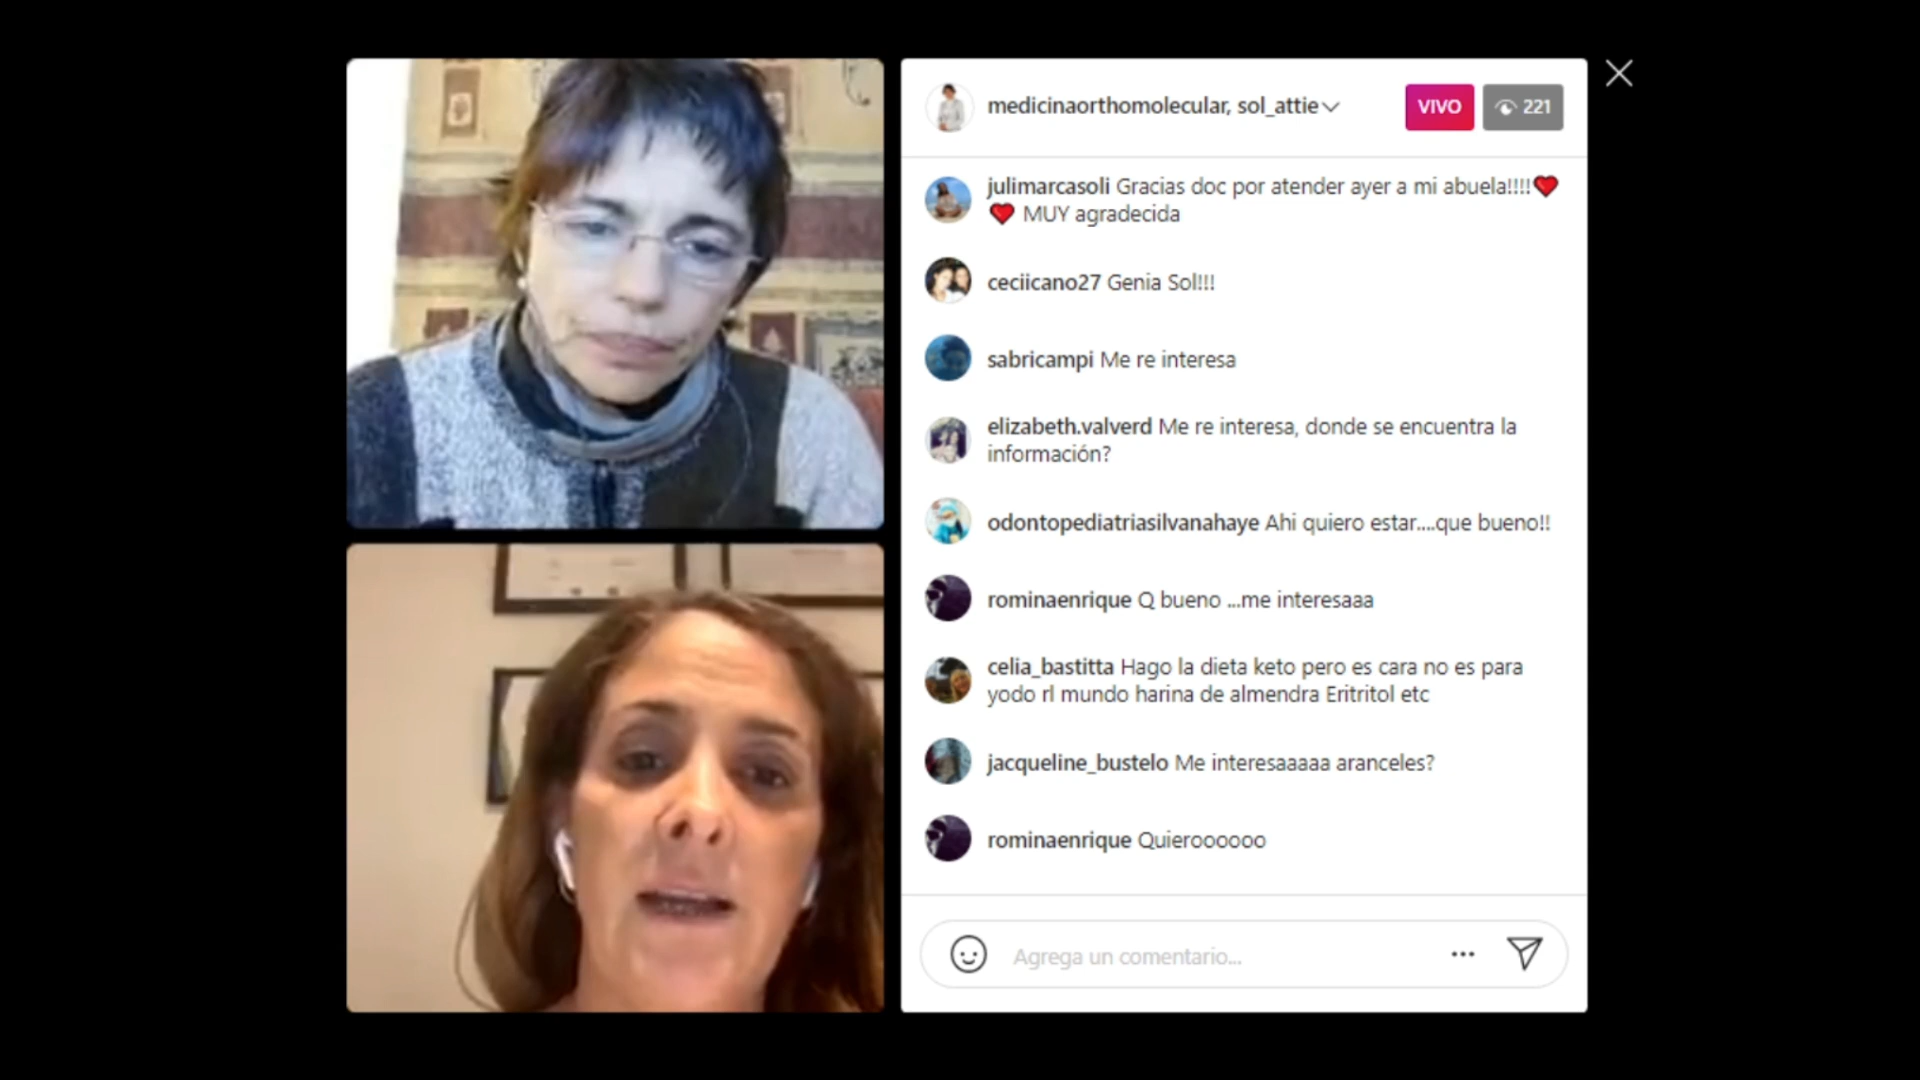 medicinaorthomolecular, sol_attie
VIVO
221
julimarcasoli Gracias doc por atender ayer a mi abuela!!!!❤
❤ MUY agradecida
ceciicano27 Genia Sol!!!
sabricampi Me re interesa
elizabeth.valverd Me re interesa, donde se encuentra la
información?
odontopediatriasilvanahaye Ahi quiero estar....que bueno!!
rominaenrique Q bueno ...me interesaaa
celia_bastitta Hago la dieta keto pero es cara no es para
yodo rl mundo harina de almendra Eritritol etc
jacqueline_bustelo Me interesaaaaa aranceles?
rominaenrique Quieroooooo
Agrega un comentario...